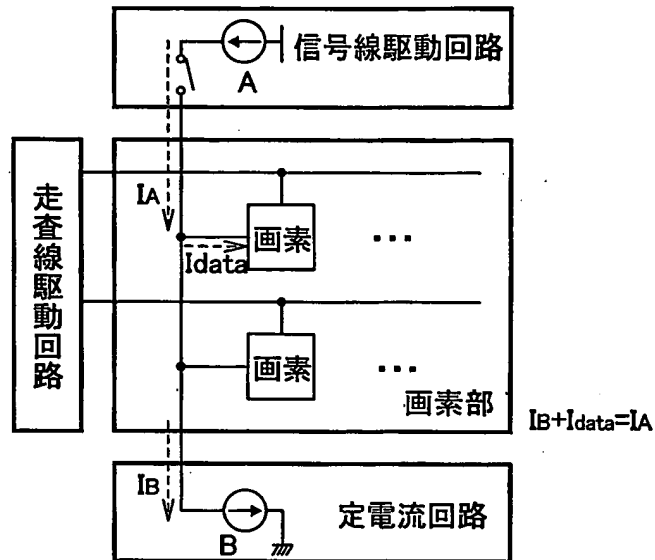 信号線駆動回路
A
走査線駆動回路
IA
画素
・・・
Idata
画素
・・・
画素部
IB+Idata=IA
IB
定電流回路
B